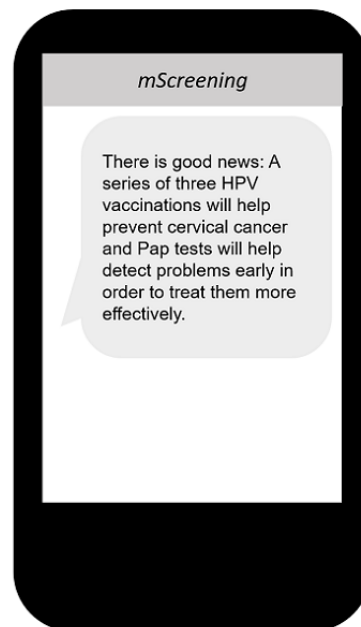 mScreening
There is good news: A
series of three HPV
vaccinations will help
prevent cervical cancer
and Pap tests will help
detect problems early in
order to treat them more
effectively.